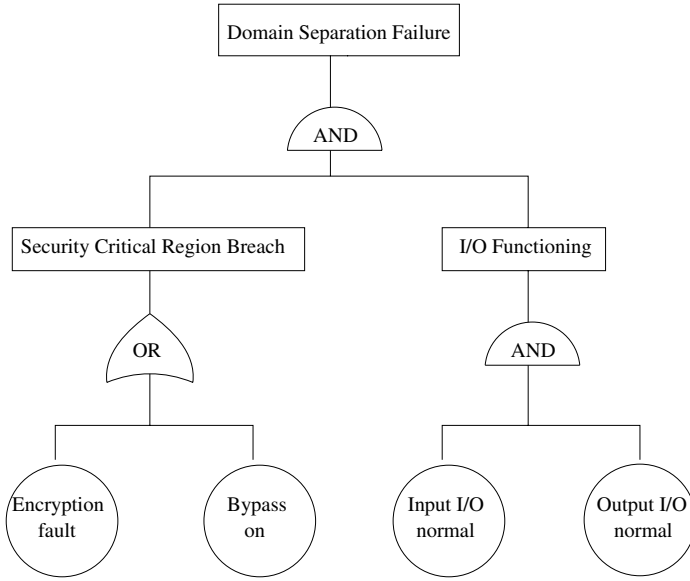 Domain Separation Failure
AND
Security Critical Region Breach
I/O Functioning
OR
AND
Encryption
fault
Bypass
on
Input I/O
normal
Output I/O
normal